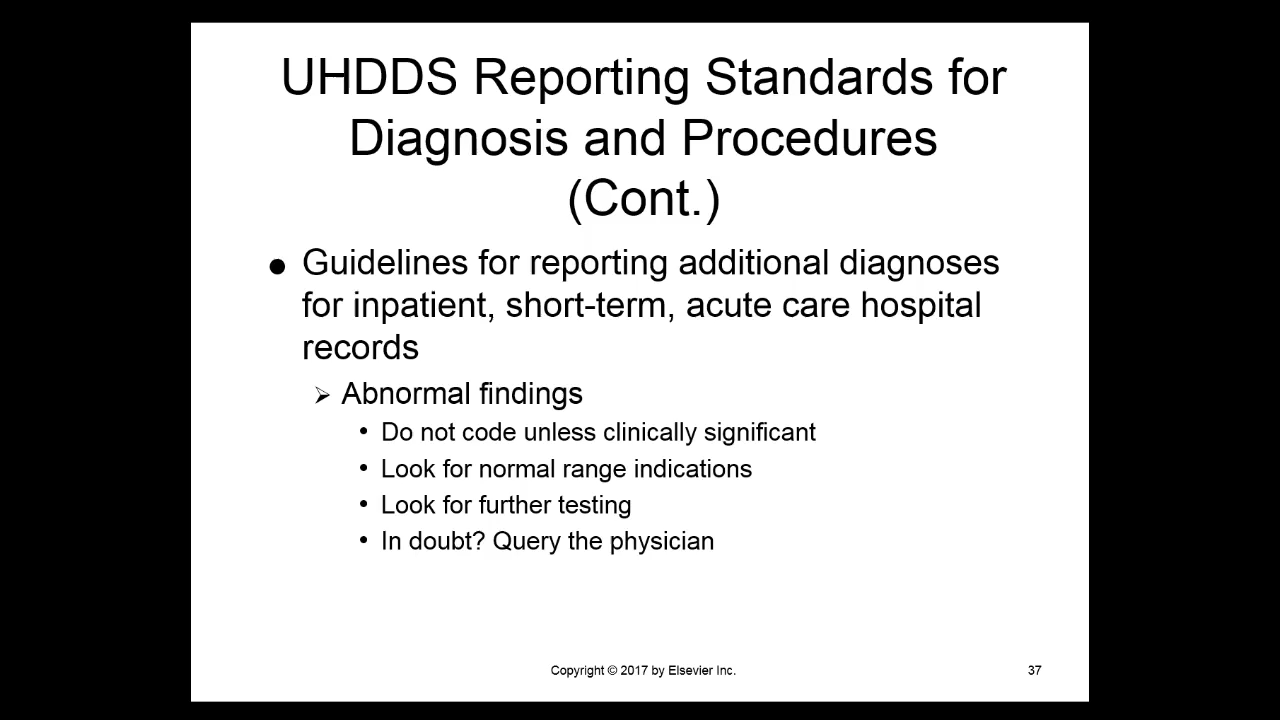 UHDDS Reporting Standards for
Diagnosis and Procedures
(Cont.)
● Guidelines for reporting additional diagnoses
for inpatient, short-term, acute care hospital
records
➢ Abnormal findings
• Do not code unless clinically significant
• Look for normal range indications
• Look for further testing
• In doubt? Query the physician
Copyright © 2017 by Elsevier Inc. 37